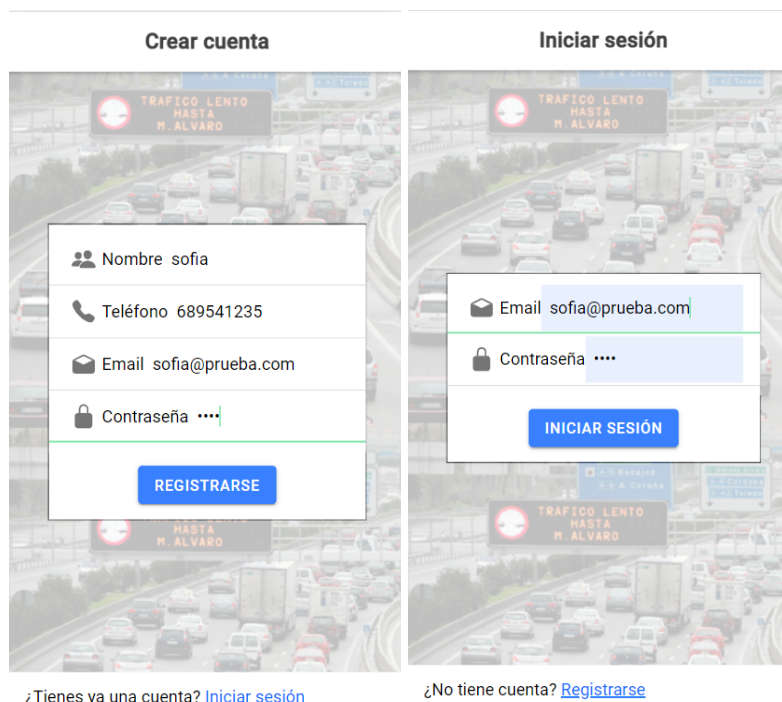 Crear cuenta
TRAFICO LENTO
HASTA
M.ALVARO
Nombre sofia
Teléfono 689541235
Email sofia@prueba.com
Contraseña ••••
REGISTRARSE
HASTA
M.ALVARO
¿Tienes ya una cuenta? Iniciar sesión
Iniciar sesión
TRAFICO LENTO
HASTA
M.ALVARO
Email sofia@prueba.com
Contraseña ••••
INICIAR SESIÓN
Badajoz
A Coruña
TRAFICO LENTO
HASTA
M.ALVARO
¿No tiene cuenta? Registrarse